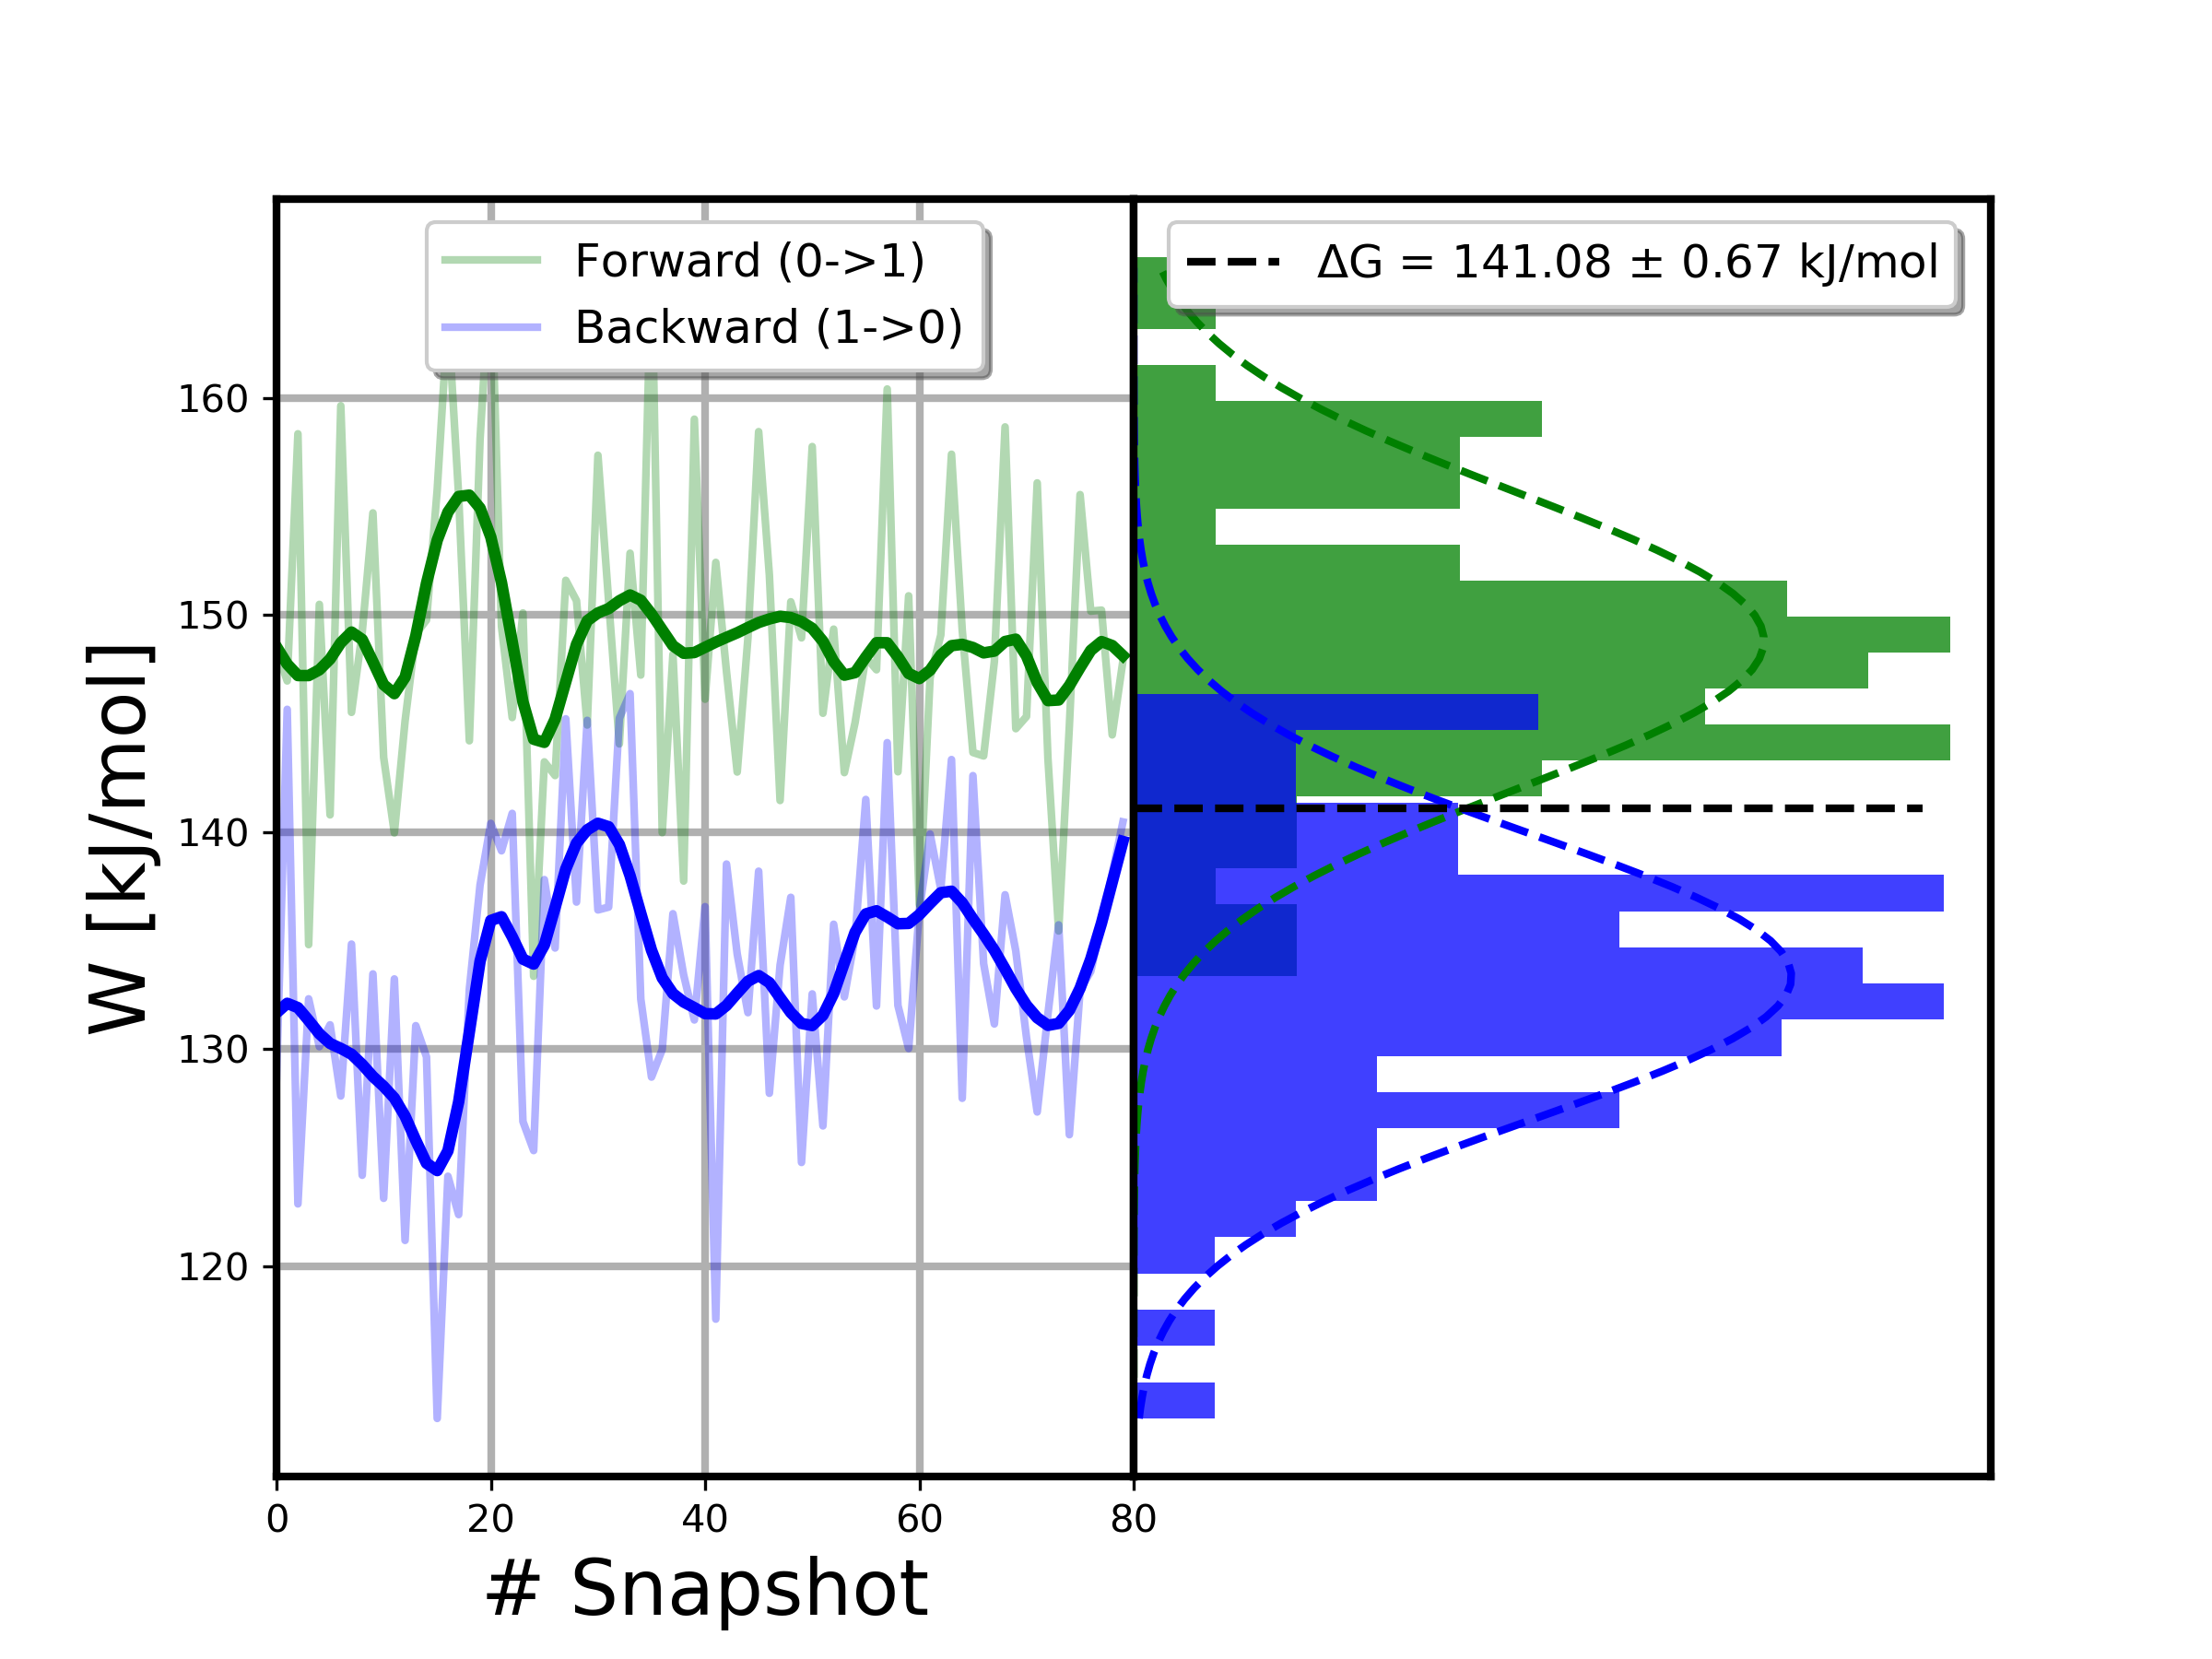 Forward (0->1)
Backward (1->0)
ΔG = 141.08 ± 0.67 kJ/mol
160
150
140
130
120
W [kJ/mol]
0
20
40
60
80
# Snapshot